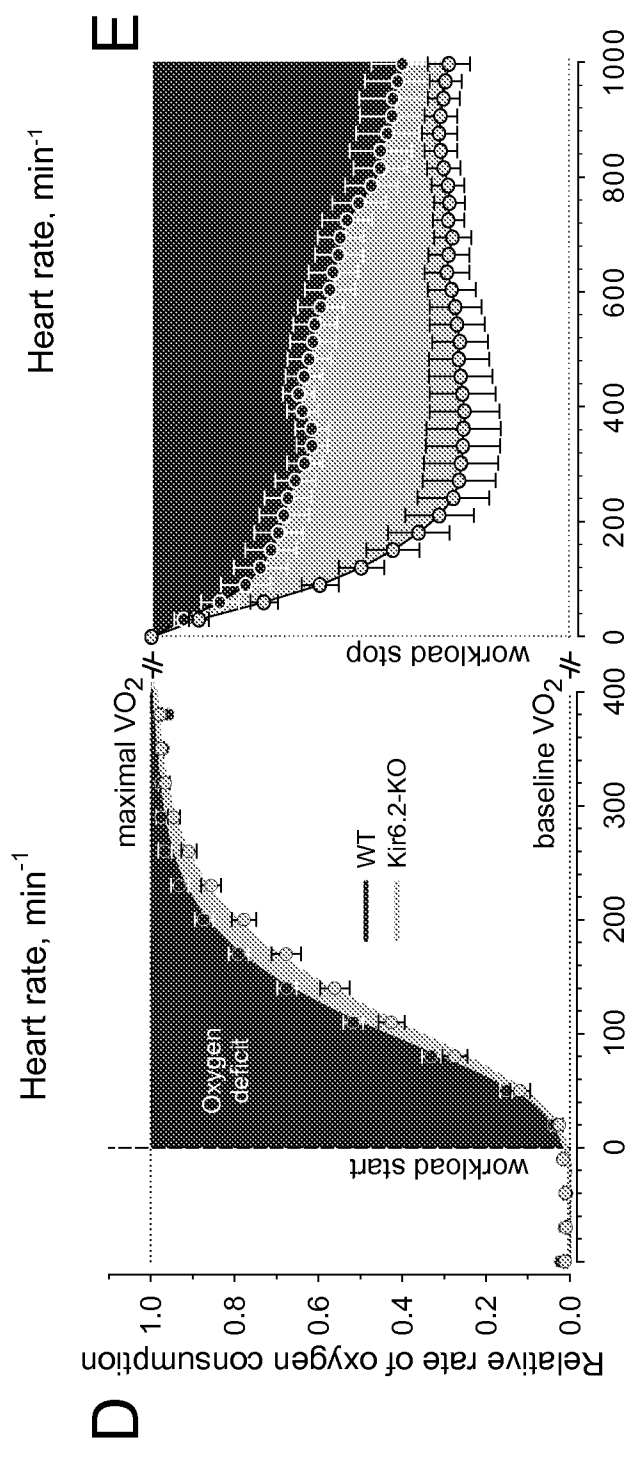 Heart rate, min-1
Heart rate, min-1
D
E
Relative rate of oxygen consumption
1.0
0.8
0.6
0.4
0.2
0.0
maximal VO2
baseline VO2
Oxygen
deficit
workload start
workload stop
WT
Kir6.2-KO
0
100
200
300
400
0
200
400
600
800
1000